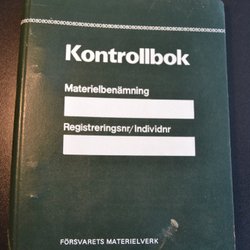 Kontrollbok
Materielbenämning
Registreringsnr/Individnr
FÖRSVARETS MATERIELVERK